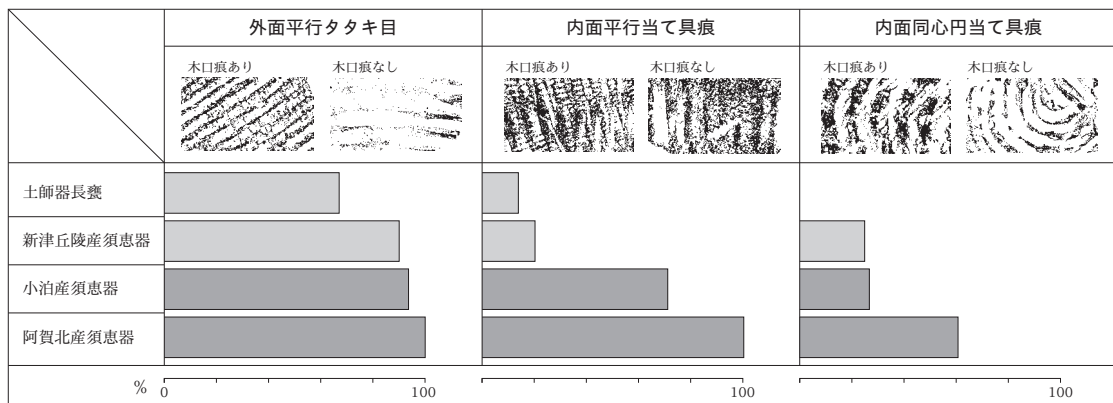 外面平行タタキ目
内面平行当て具痕
内面同心円当て具痕
木口痕あり
木口痕なし
木口痕あり
木口痕なし
木口痕あり
木口痕なし
土師器長甕
新津丘陵産須恵器
小泊産須恵器
阿賀北産須恵器
% 0 100 100 100